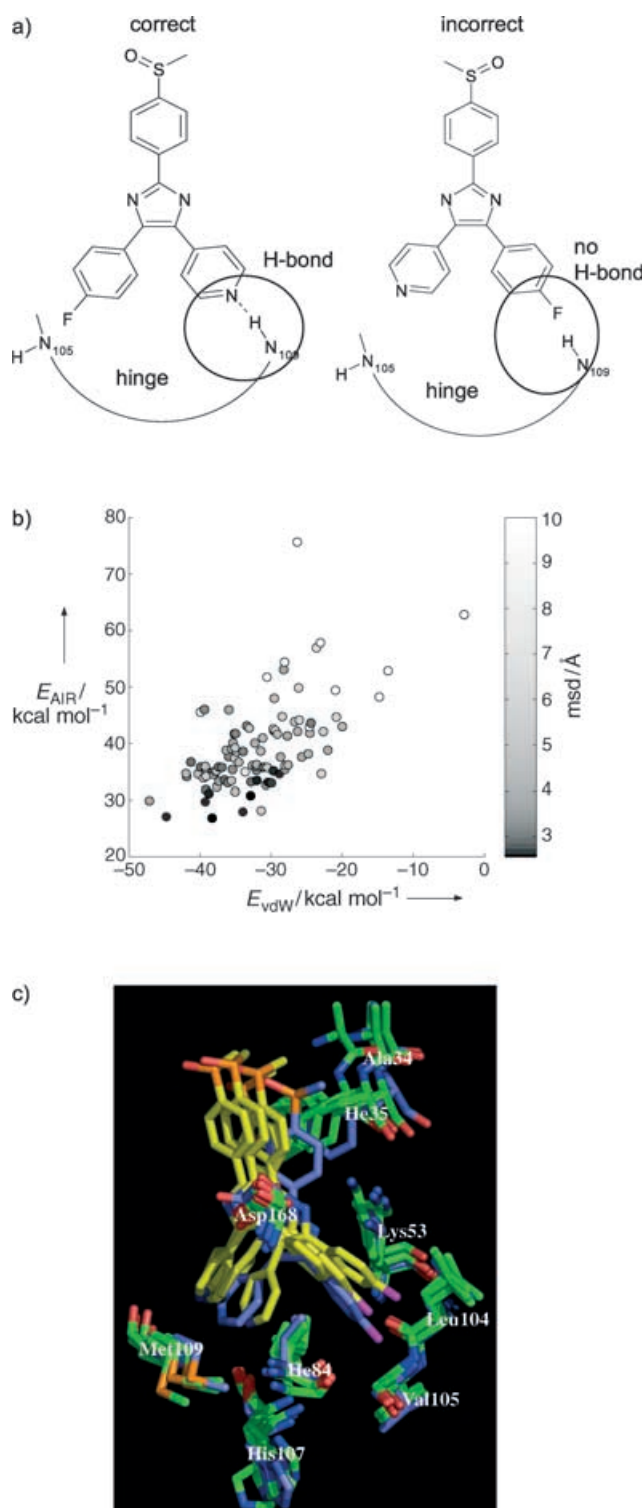 a)
correct
incorrect
O
S
S
O
N
N
N
N
H-bond
no
H-bond
N
H
N109
F
H
N105
hinge
N
F
H
N109
H
N105
hinge
b)
80
70
60
50
40
30
20
EAIR/
kcal mol–1
–50
–40
–30
–20
–10
0
EvdW/kcal mol–1
10
9
8
7
6
5
4
3
msd/Å
c)
Ala34
He35
Asp168
Lys53
Leu104
Met109
He84
Val105
His107